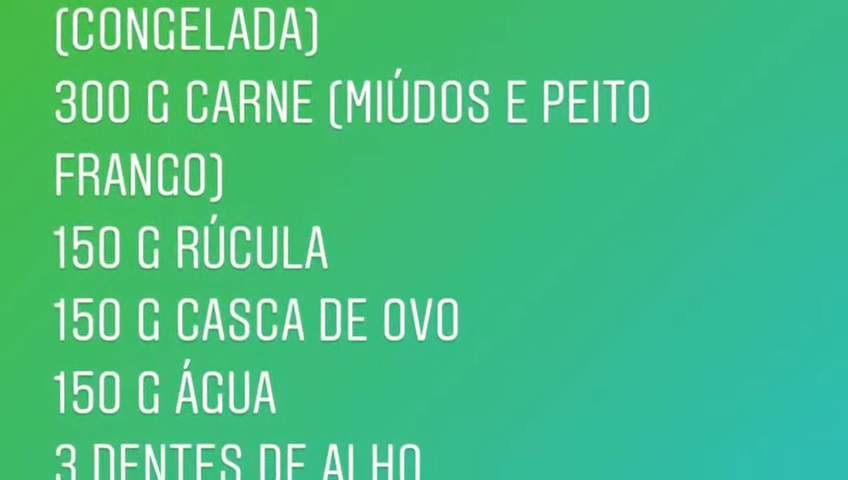 (CONGELADA)
300 G CARNE (MIÚDOS E PEITO
FRANGO)
150 G RÚCULA
150 G CASCA DE OVO
150 G ÁGUA
3 DENTES DE ALHO